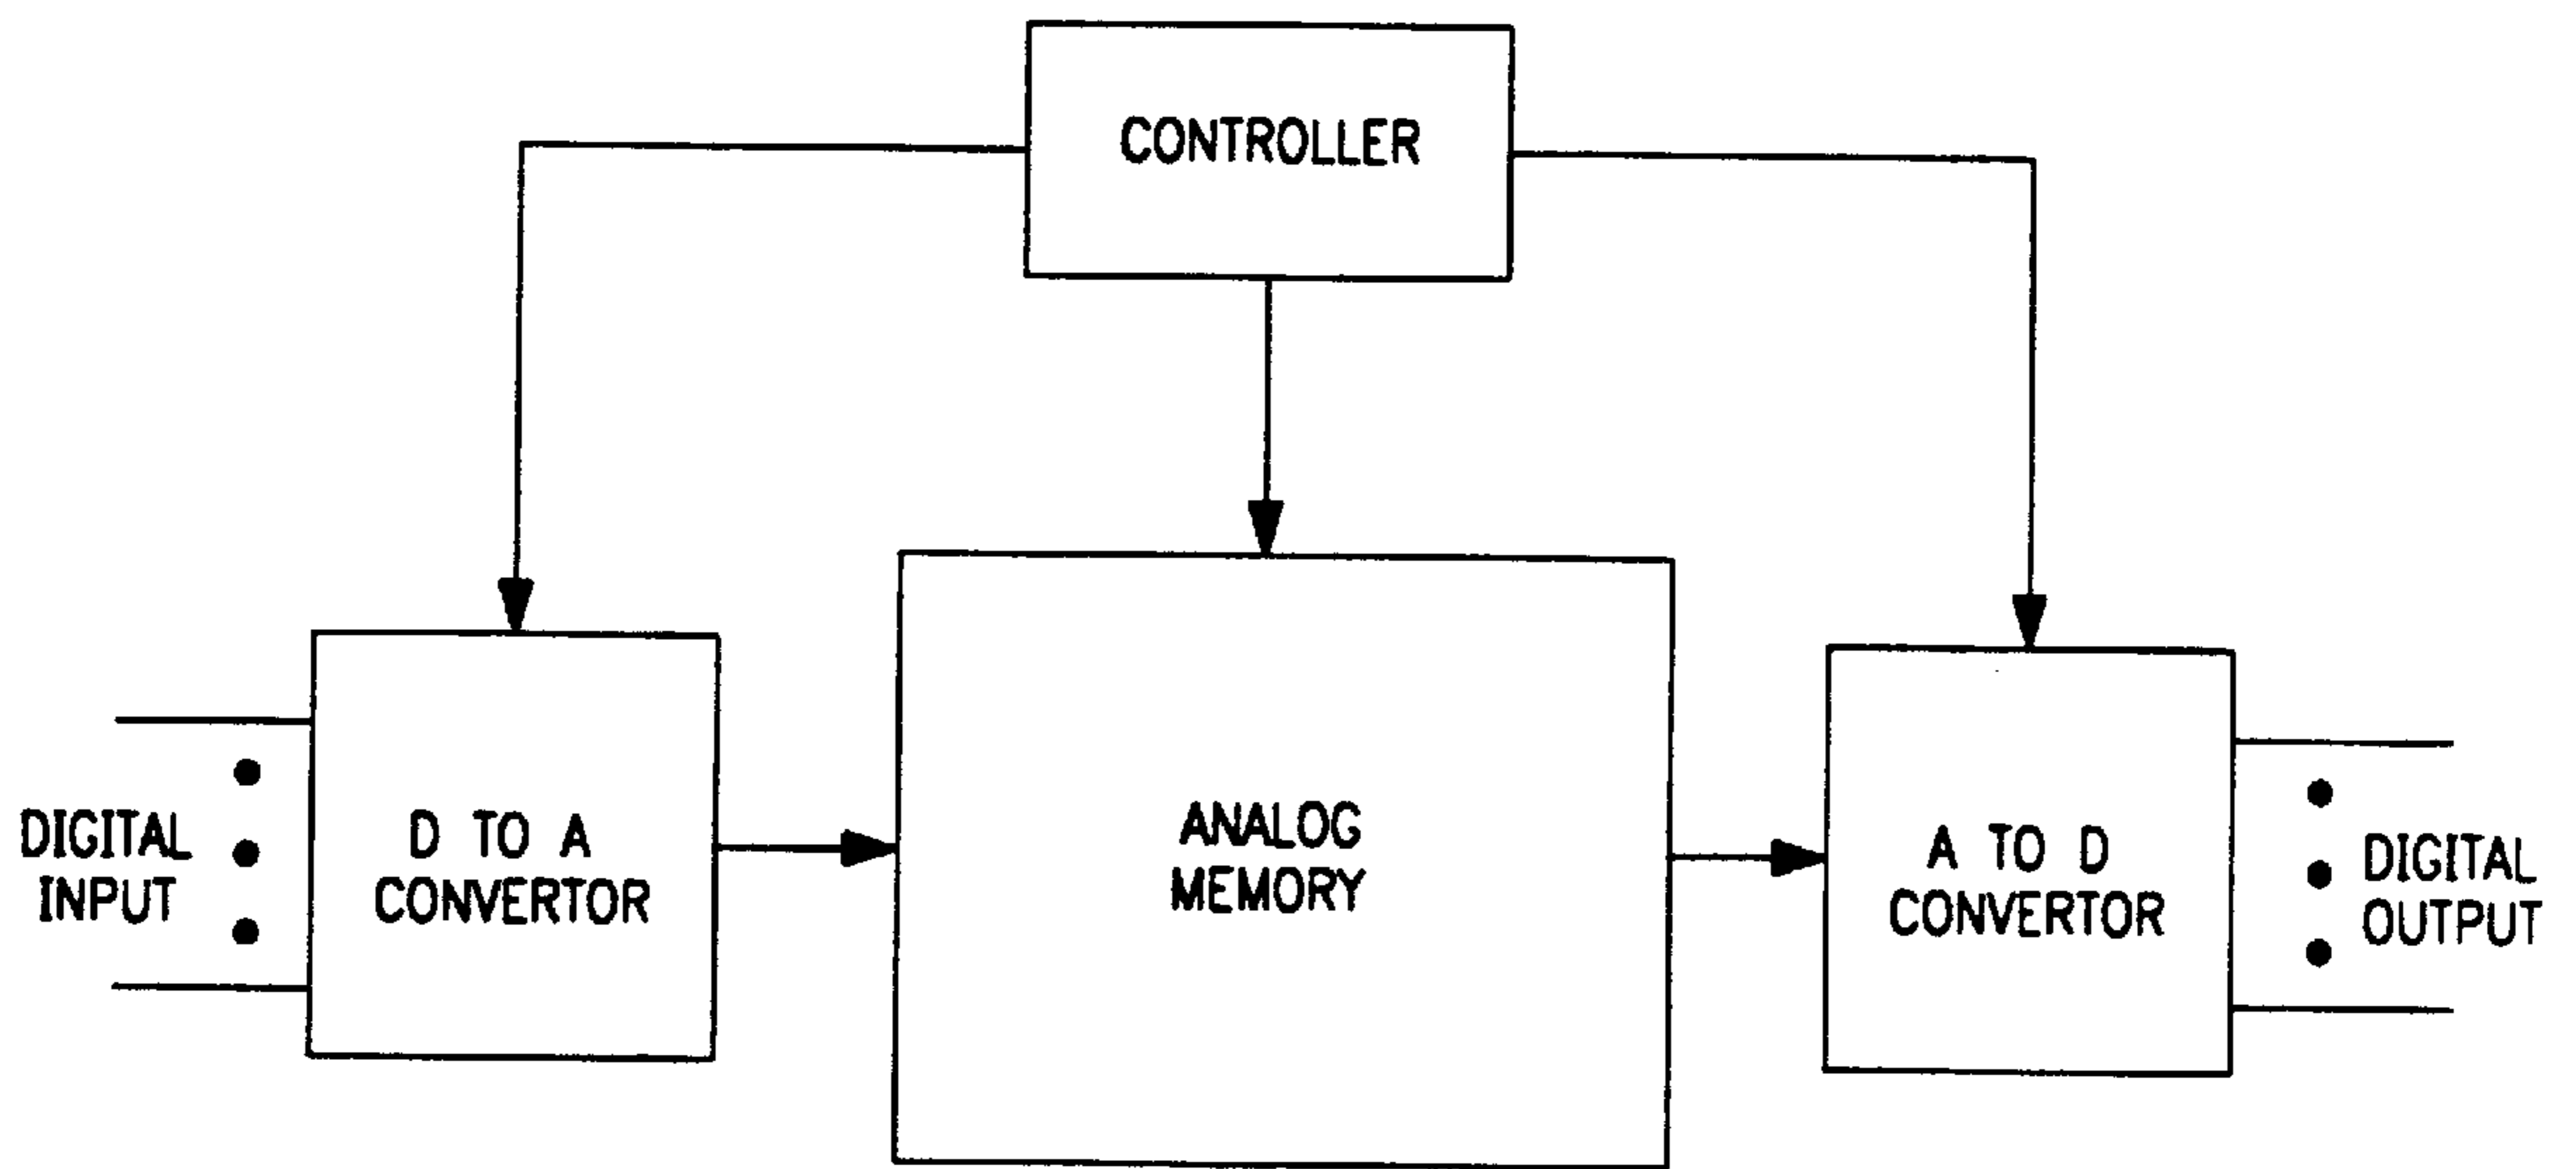 CONTROLLER
DIGITAL
INPUT
D TO A
CONVERTOR
ANALOG
MEMORY
A TO D
CONVERTOR
DIGITAL
OUTPUT